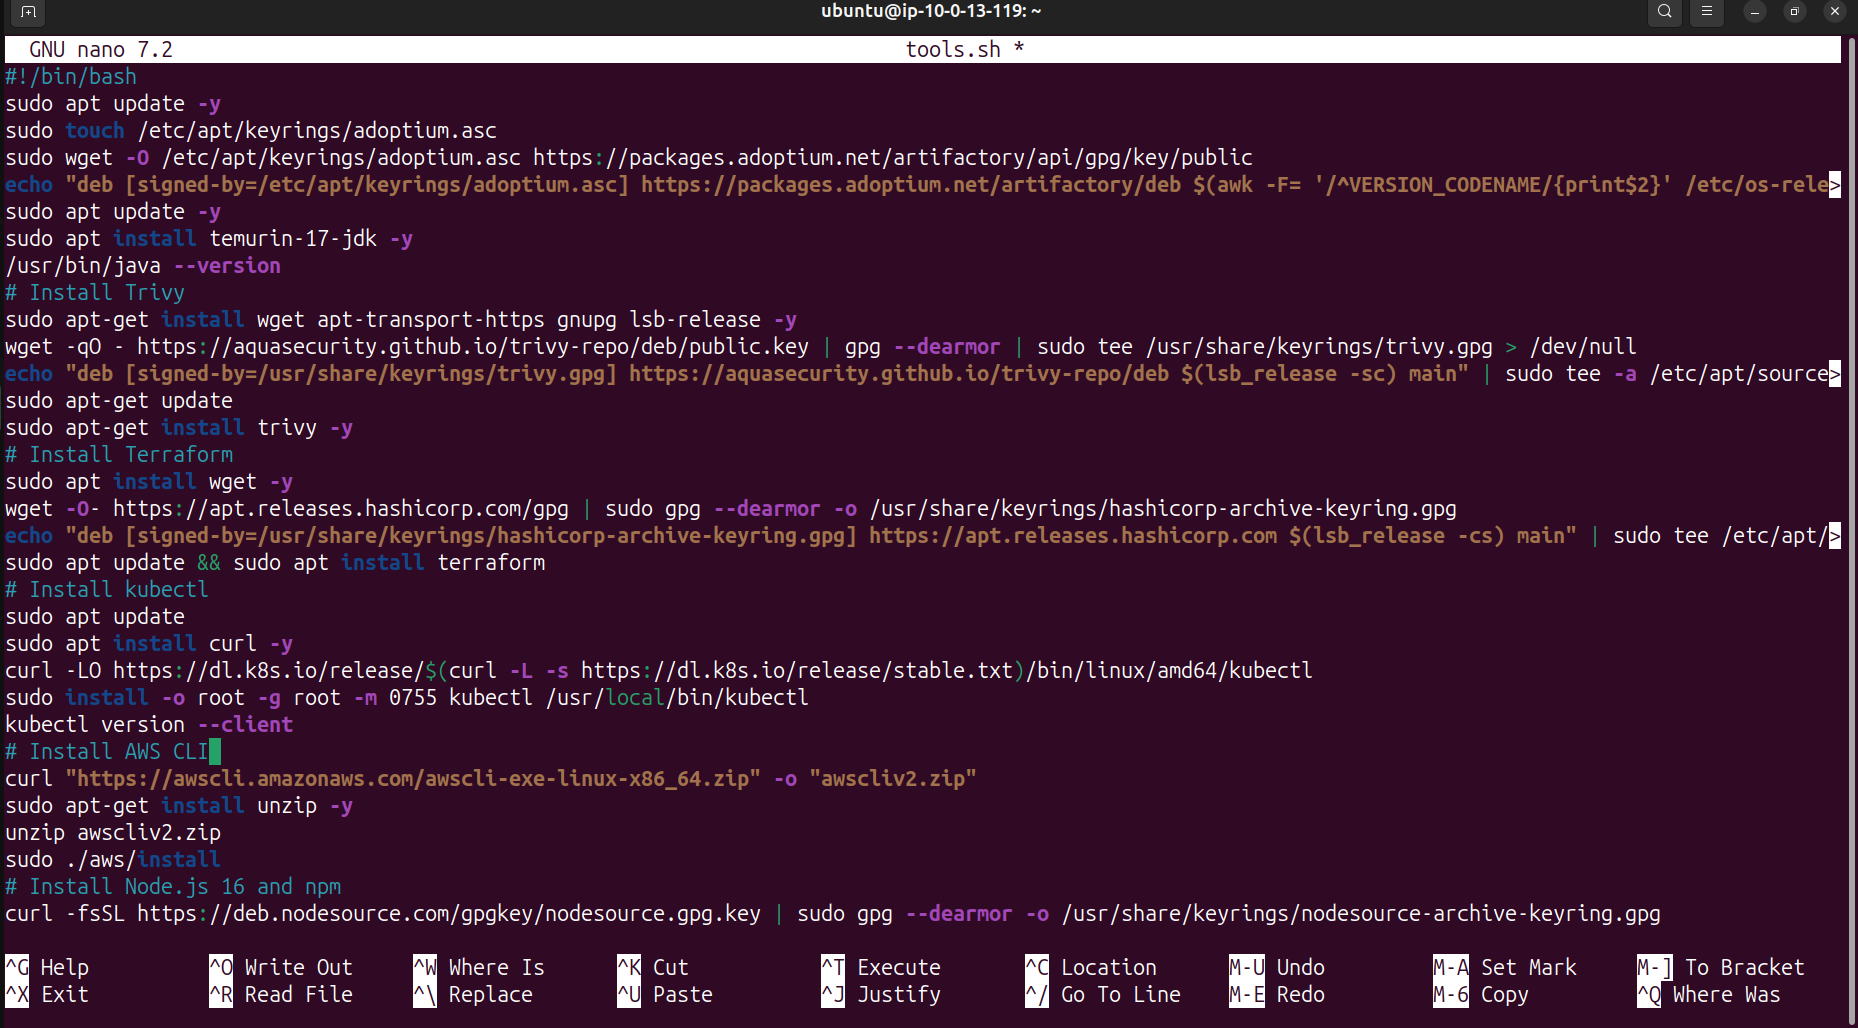 ubuntu@ip-10-0-13-119: ~
GNU nano 7.2 tools.sh *
#!/bin/bash
sudo apt update -y
sudo touch /etc/apt/keyrings/adoptium.asc
sudo wget -O /etc/apt/keyrings/adoptium.asc https://packages.adoptium.net/artifactory/api/gpg/key/public
echo "deb [signed-by=/etc/apt/keyrings/adoptium.asc] https://packages.adoptium.net/artifactory/deb $(awk -F= '/^VERSION_CODENAME/{print$2}' /etc/os-rele>
sudo apt update -y
sudo apt install temurin-17-jdk -y
/usr/bin/java --version
# Install Trivy
sudo apt-get install wget apt-transport-https gnupg lsb-release -y
wget -qO - https://aquasecurity.github.io/trivy-repo/deb/public.key | gpg --dearmor | sudo tee /usr/share/keyrings/trivy.gpg > /dev/null
echo "deb [signed-by=/usr/share/keyrings/trivy.gpg] https://aquasecurity.github.io/trivy-repo/deb $(lsb_release -sc) main" | sudo tee -a /etc/apt/source>
sudo apt-get update
sudo apt-get install trivy -y
# Install Terraform
sudo apt install wget -y
wget -O- https://apt.releases.hashicorp.com/gpg | sudo gpg --dearmor -o /usr/share/keyrings/hashicorp-archive-keyring.gpg
echo "deb [signed-by=/usr/share/keyrings/hashicorp-archive-keyring.gpg] https://apt.releases.hashicorp.com $(lsb_release -cs) main" | sudo tee /etc/apt/>
sudo apt update && sudo apt install terraform
# Install kubectl
sudo apt update
sudo apt install curl -y
curl -LO https://dl.k8s.io/release/$(curl -L -s https://dl.k8s.io/release/stable.txt)/bin/linux/amd64/kubectl
sudo install -o root -g root -m 0755 kubectl /usr/local/bin/kubectl
kubectl version --client
# Install AWS CLI
curl "https://awscli.amazonaws.com/awscli-exe-linux-x86_64.zip" -o "awscliv2.zip"
sudo apt-get install unzip -y
unzip awscliv2.zip
sudo ./aws/install
# Install Node.js 16 and npm
curl -fsSL https://deb.nodesource.com/gpgkey/nodesource.gpg.key | sudo gpg --dearmor -o /usr/share/keyrings/nodesource-archive-keyring.gpg
^G Help ^O Write Out ^W Where Is ^K Cut ^T Execute ^C Location M-U Undo M-A Set Mark M-] To Bracket
^X Exit ^R Read File ^\ Replace ^U Paste ^J Justify ^/ Go To Line M-E Redo M-6 Copy ^Q Where Was